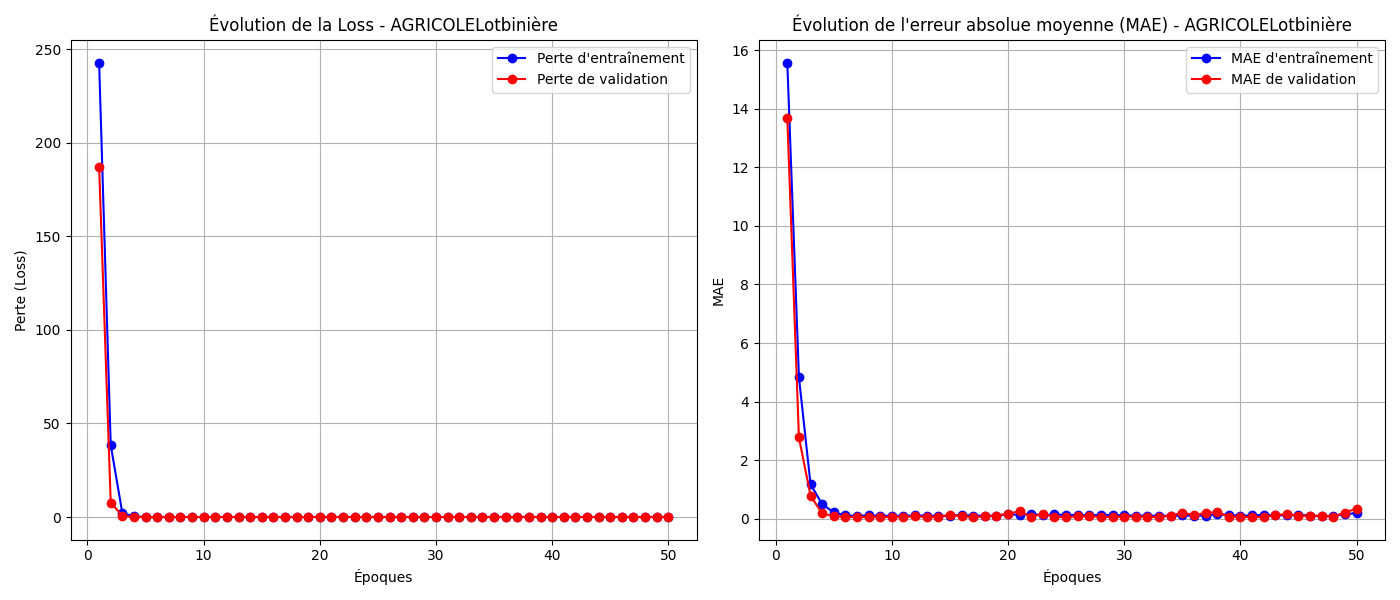 Évolution de la Loss - AGRICOLELotbinière
250
200
150
100
50
0
Perte (Loss)
0 10 20 30 40 50
Époques
Perte d'entraînement
Perte de validation
Évolution de l'erreur absolue moyenne (MAE) - AGRICOLELotbinière
16
14
12
10
8
6
4
2
0
MAE
0 10 20 30 40 50
Époques
MAE d'entraînement
MAE de validation